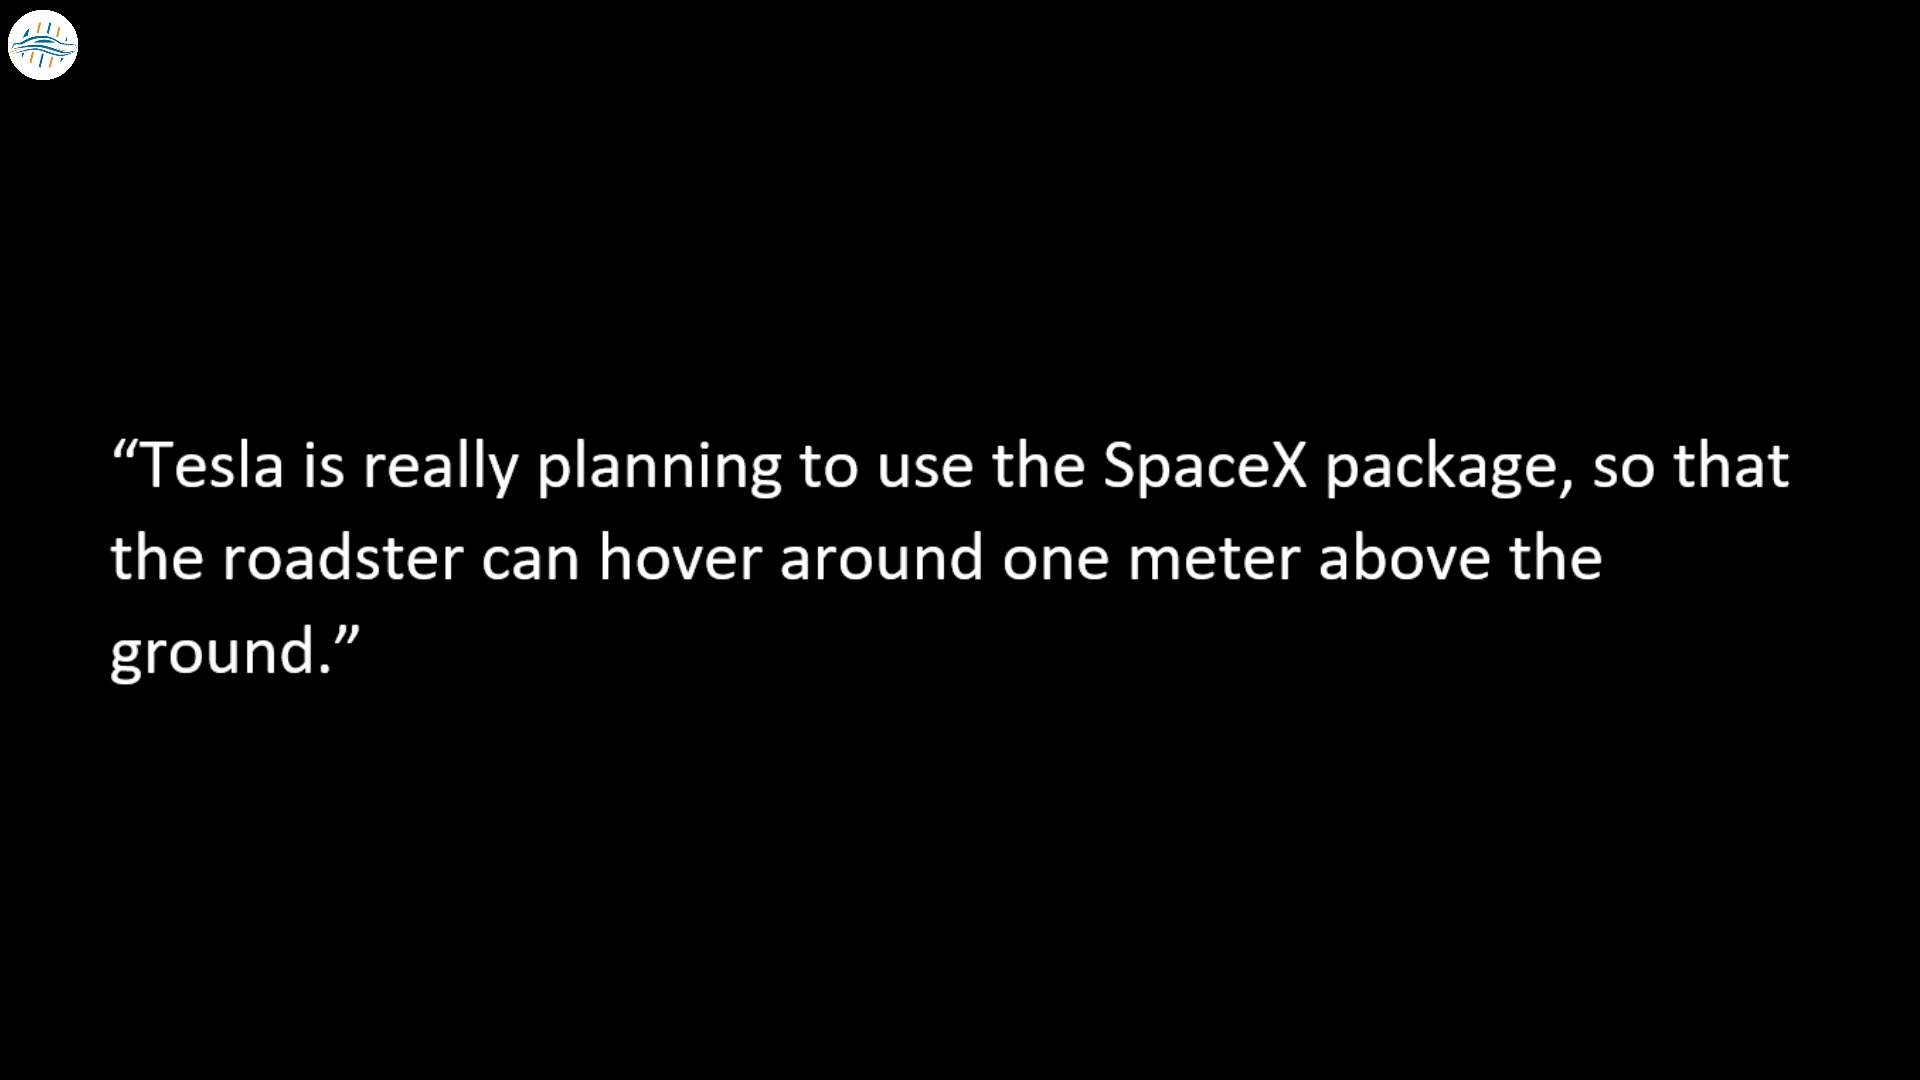 “Tesla is really planning to use the SpaceX package, so that
the roadster can hover around one meter above the
ground.”